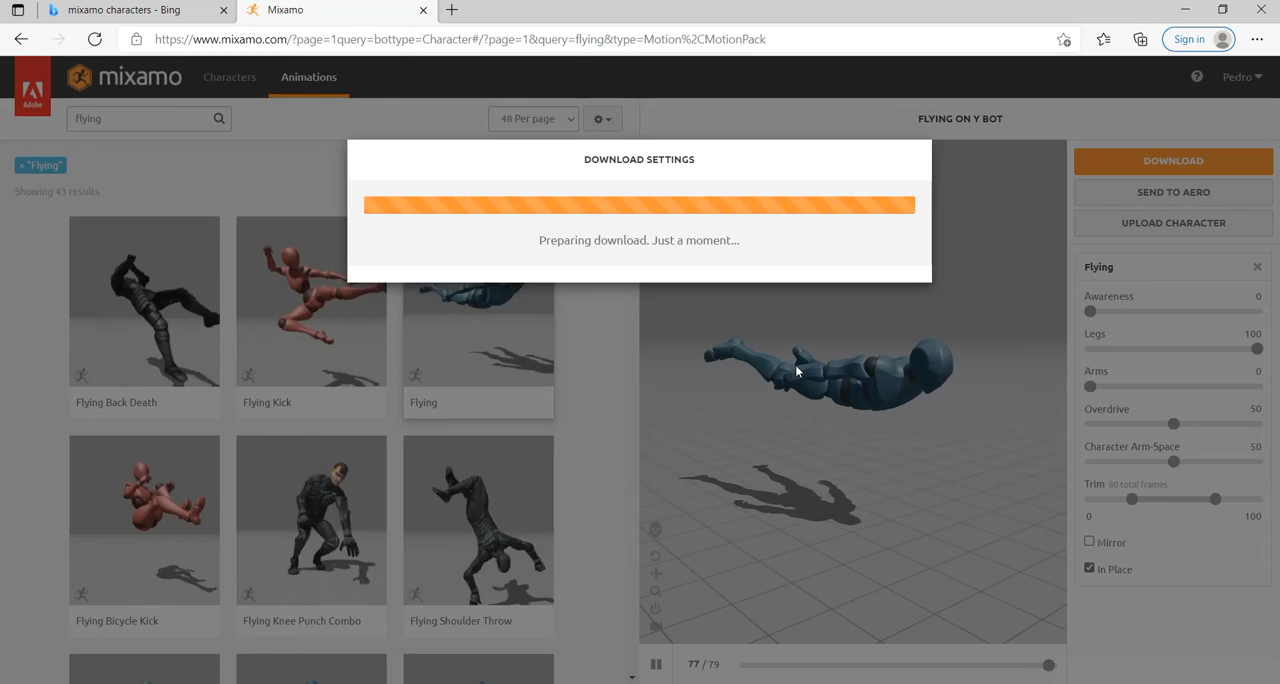 mixamo characters - Bing
Mixamo
https://www.mixamo.com/?page=1query=bottype=Character#/?page=1&query=flying&type=Motion%2CMotionPack
Sign in
Adobe
mixamo
Characters
Animations
Pedro
flying
48 Per page
FLYING ON Y BOT
× "Flying"
Showing 43 results
DOWNLOAD SETTINGS
Preparing download. Just a moment...
DOWNLOAD
SEND TO AERO
UPLOAD CHARACTER
Flying
Awareness 0
Legs 100
Arms 0
Overdrive 50
Character Arm-Space 50
Trim 80 total frames
0 100
Mirror
In Place
Flying Back Death
Flying Kick
Flying
Flying Bicycle Kick
Flying Knee Punch Combo
Flying Shoulder Throw
77 / 79